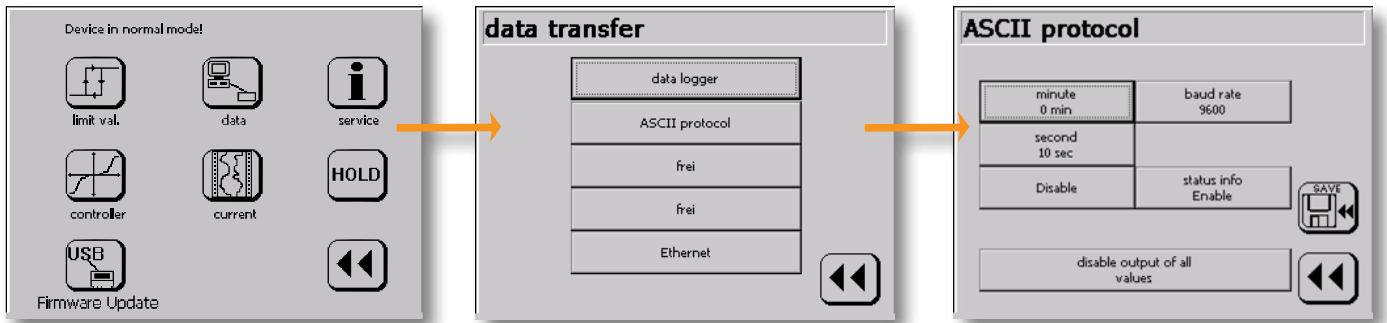 Device in normal mode!
limit val.
data
service
controller
current
HOLD
USB
Firmware Update
data transfer
data logger
ASCII protocol
frei
frei
Ethernet
ASCII protocol
minute
0 min
baud rate
9600
second
10 sec
Disable
status info
Enable
SAVE
disable output of all
values